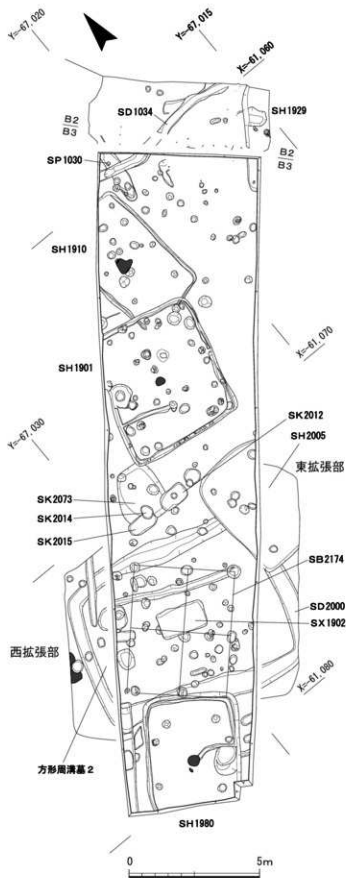 Y=-67,020
Y=-67,015
X=-61,060
SD1034
SH1929
B2
B3
B2
B3
SP1030
SH1910
X=-61,070
SH1901
SK2012
Y=-67,030
SH2005
東拡張部
SK2073
SK2014
SK2015
SB2174
SD2000
SX1902
西拡張部
X=-61,080
方形周溝墓2
SH1980
0 5m